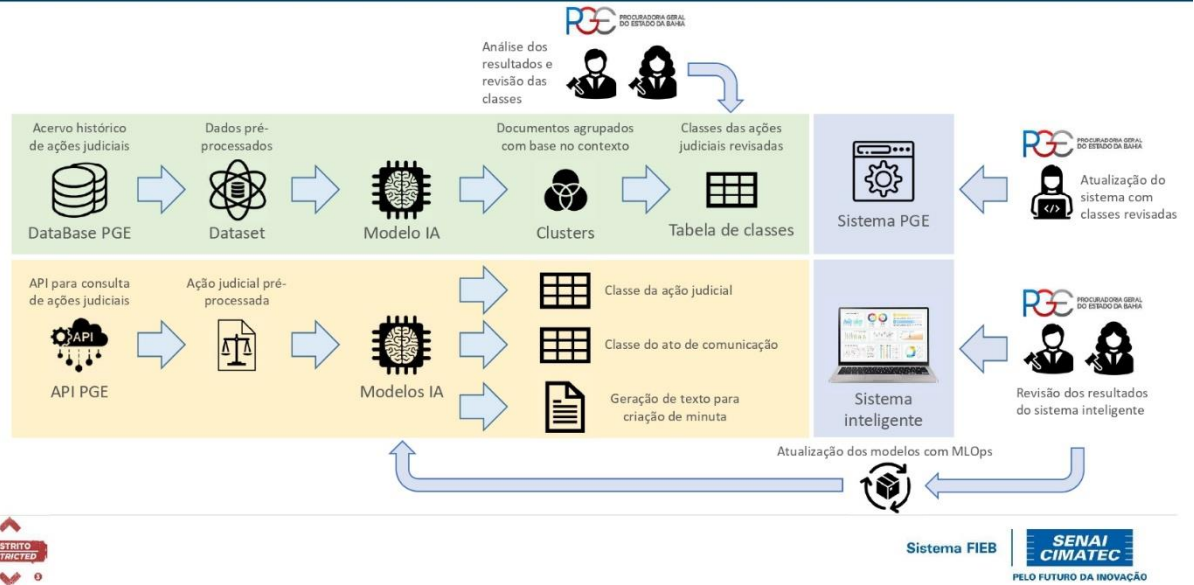 PGE PROCURADORIA GERAL
DO ESTADO DA BAHIA
Análise dos
resultados e
revisão das
classes
Acervo histórico
de ações judiciais
DataBase PGE
Dados pré-
processados
Dataset
Modelo IA
Documentos agrupados
com base no contexto
Clusters
Classes das ações
judiciais revisadas
Tabela de classes
Sistema PGE
PGE PROCURADORIA GERAL
DO ESTADO DA BAHIA
Atualização do
sistema com
classes revisadas
API para consulta
de ações judiciais
API
API PGE
Ação judicial pré-
processada
Modelos IA
Classe da ação judicial
Classe do ato de comunicação
Geração de texto para
criação de minuta
Sistema
inteligente
PGE PROCURADORIA GERAL
DO ESTADO DA BAHIA
Revisão dos resultados
do sistema inteligente
Atualização dos modelos com MLOps
STRITO
TRICTED
Sistema FIEB
SENAI
CIMATEC
PELO FUTURO DA INOVAÇÃO